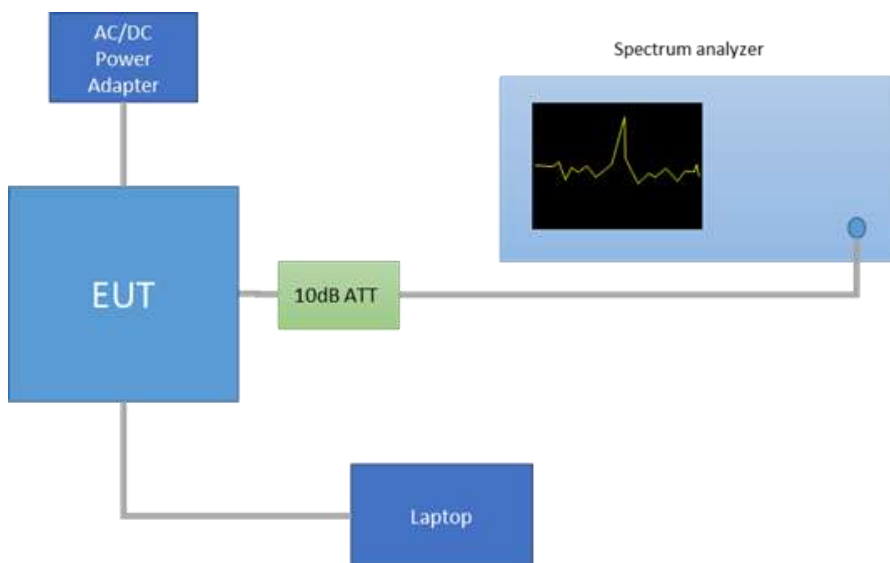 AC/DC
Power
Adapter
Spectrum analyzer
EUT
10dB ATT
Laptop